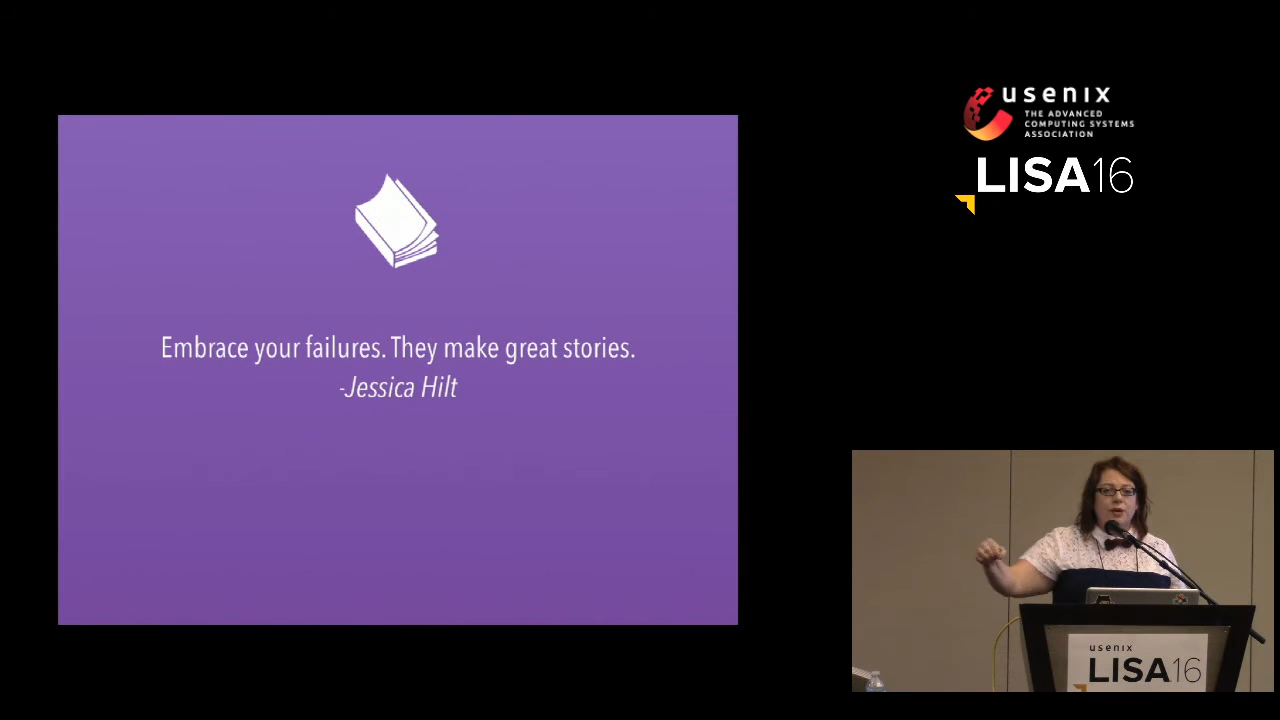 usenix
THE ADVANCED
COMPUTING SYSTEMS
ASSOCIATION
LISA16
Embrace your failures. They make great stories.
-Jessica Hilt
usenix
LISA16